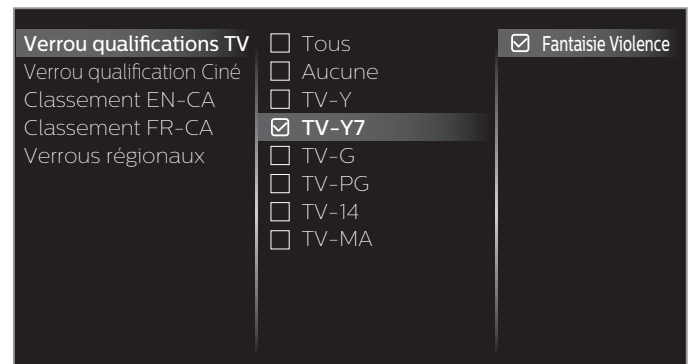 Verrou qualifications TV
Verrou qualification Ciné
Classement EN-CA
Classement FR-CA
Verrous régionaux
Tous
Aucune
TV-Y
TV-Y7
TV-G
TV-PG
TV-14
TV-MA
Fantaisie Violence